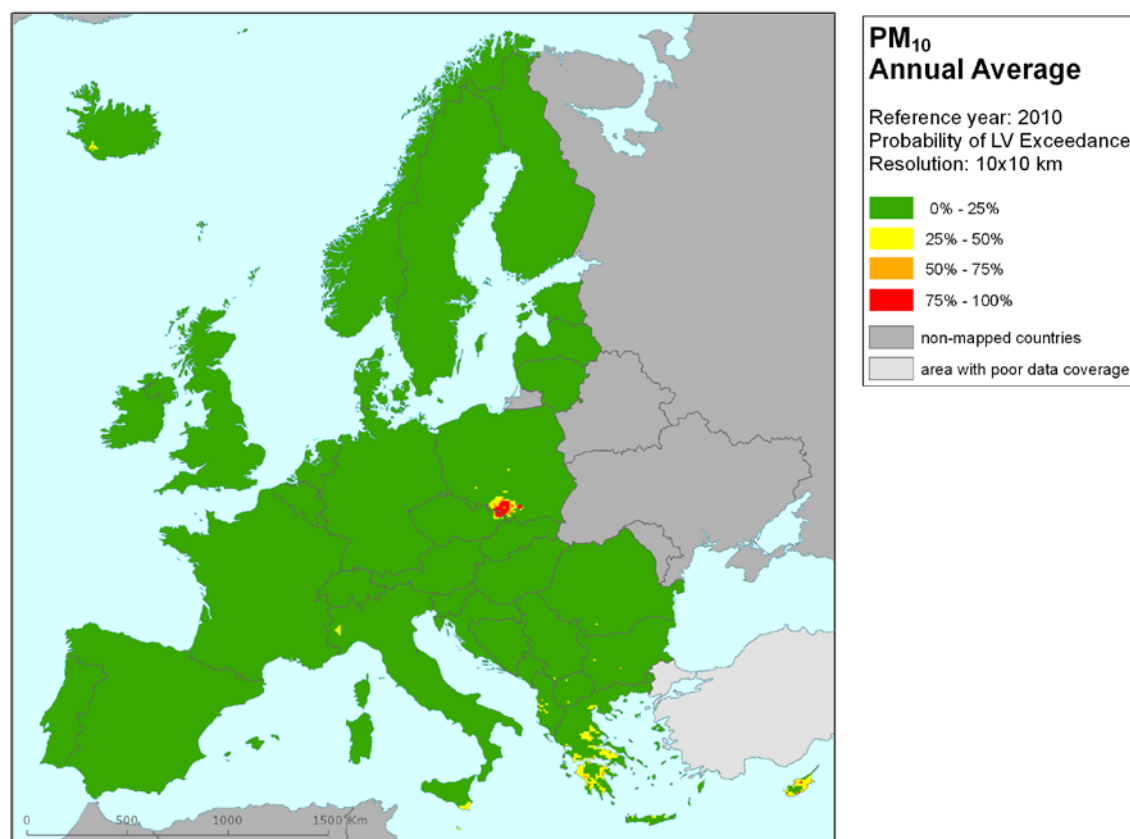 PM₁₀
Annual Average
Reference year: 2010
Probability of LV Exceedance
Resolution: 10x10 km
0% - 25%
25% - 50%
50% - 75%
75% - 100%
non-mapped countries
area with poor data coverage
0 500 1000 1500 Km